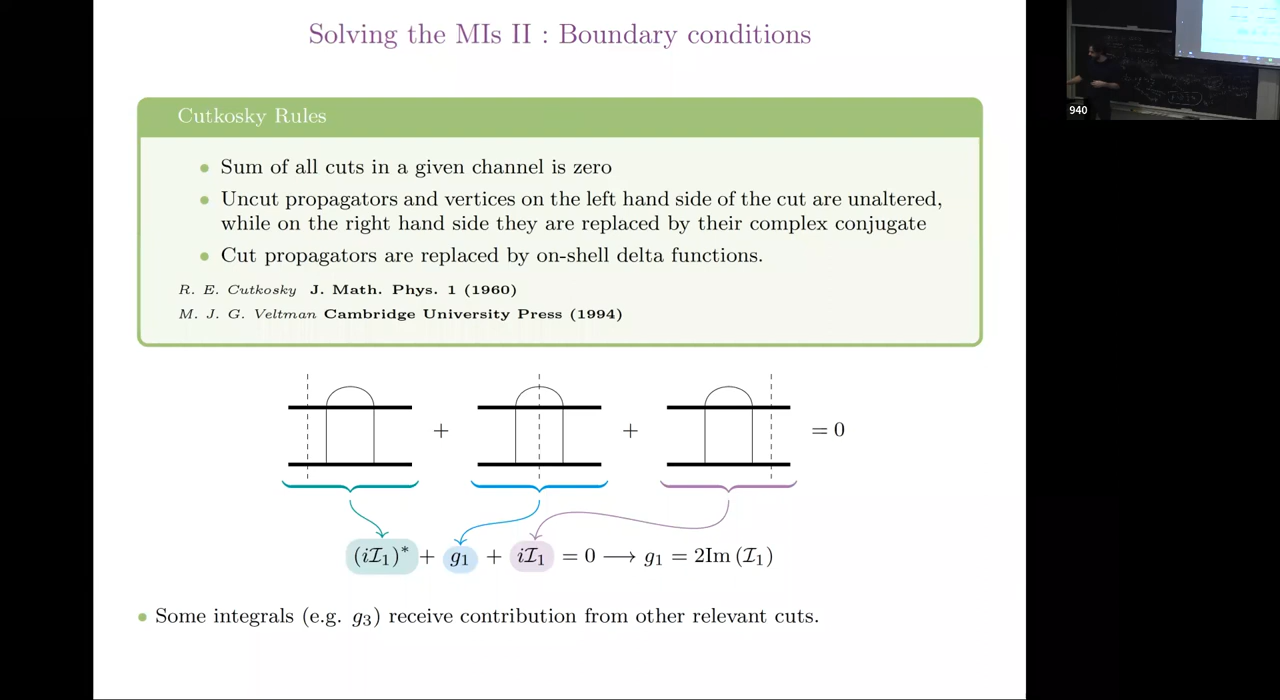 Solving the MIs II : Boundary conditions
Cutkosky Rules
• Sum of all cuts in a given channel is zero
• Uncut propagators and vertices on the left hand side of the cut are unaltered,
while on the right hand side they are replaced by their complex conjugate
• Cut propagators are replaced by on-shell delta functions.
R. E. Cutkosky J. Math. Phys. 1 (1960)
M. J. G. Veltman Cambridge University Press (1994)
+ + = 0
(iℐ₁)* + g₁ + iℐ₁ = 0 ⟶ g₁ = 2Im (ℐ₁)
• Some integrals (e.g. g₃) receive contribution from other relevant cuts.
940